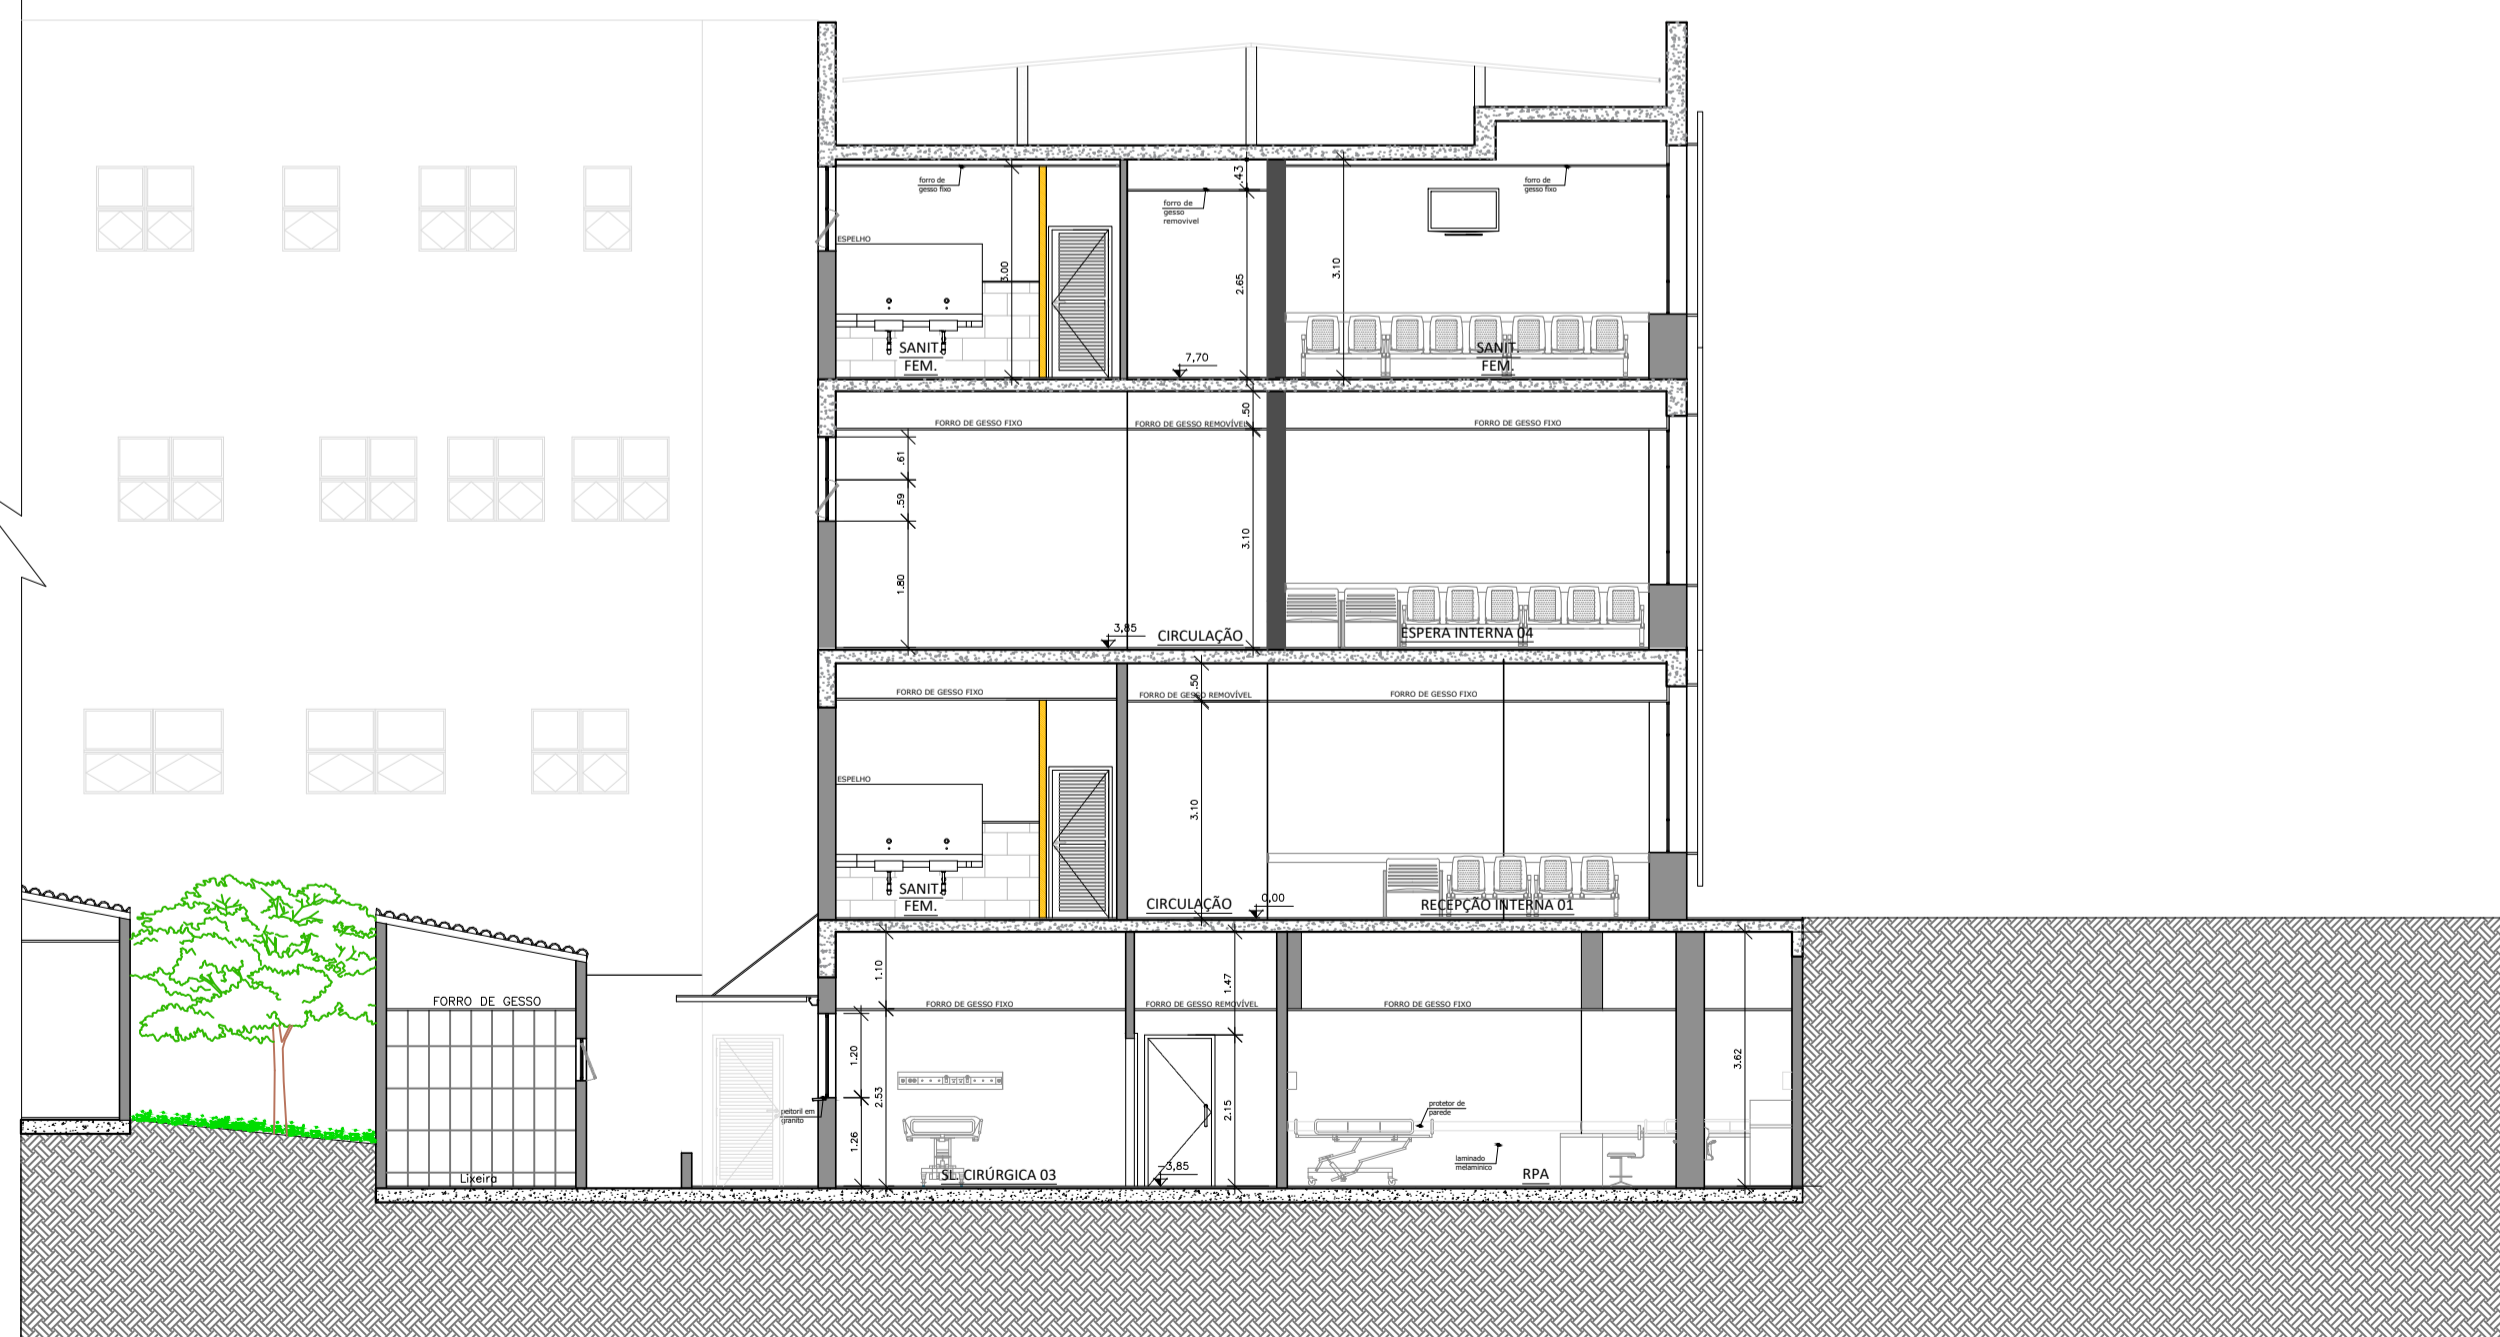 forro de
gesso fixo
.43
forro de
gesso fixo
forro de
gesso
removivel
ESPELHO
3.00
2.65
3.10
SANIT.
FEM.
7,70
SANIT.
FEM.
.50
FORRO DE GESSO FIXO
FORRO DE GESSO REMOVÍVEL
FORRO DE GESSO FIXO
.61
.59
3.10
1.80
3,85
CIRCULAÇÃO
ESPERA INTERNA 04
.50
FORRO DE GESSO FIXO
FORRO DE GESSO REMOVÍVEL
FORRO DE GESSO FIXO
ESPELHO
3.10
SANIT.
FEM.
CIRCULAÇÃO
0,00
RECEPÇÃO INTERNA 01
1.10
1.47
FORRO DE GESSO
FORRO DE GESSO FIXO
FORRO DE GESSO REMOVÍVEL
FORRO DE GESSO FIXO
1.20
3.62
2.53
2.15
peitoril em
granito
protetor de
parede
1.26
laminado
melamínico
Lixeira
SL. CIRÚRGICA 03
-3,85
RPA